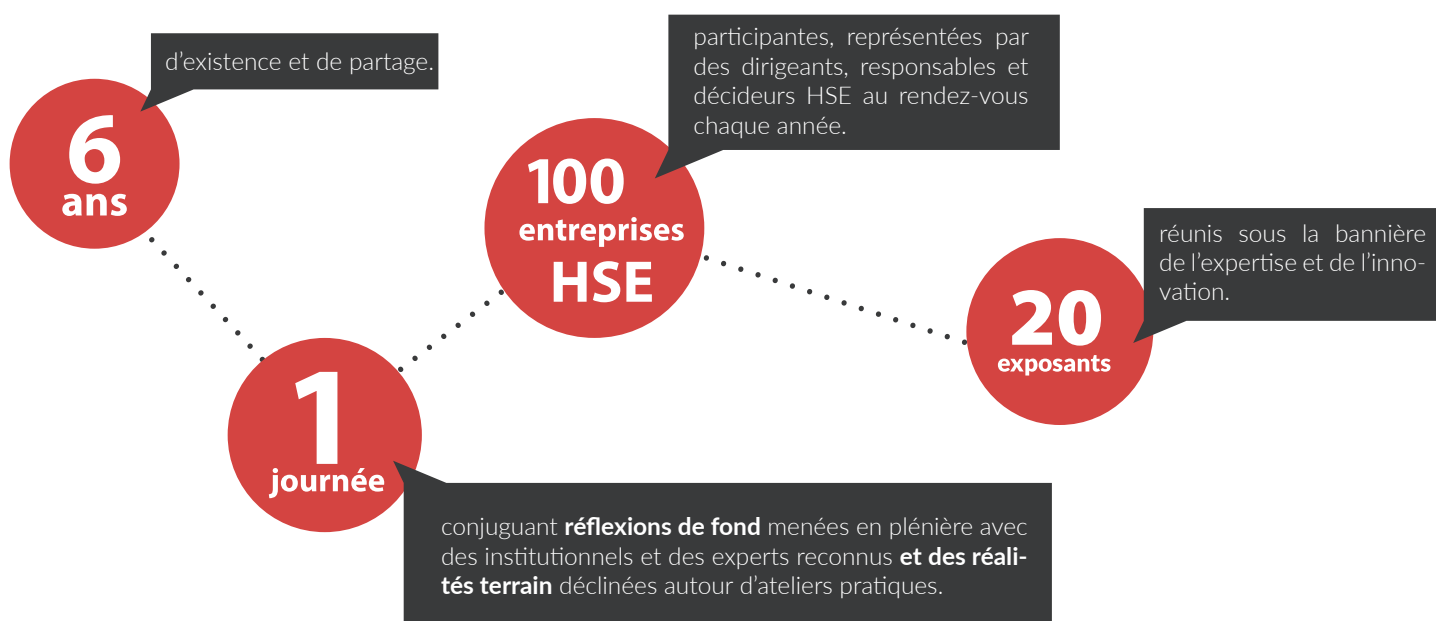 6
ans
d'existence et de partage.
1
journée
conjuguant réflexions de fond menées en plénière avec
des institutionnels et des experts reconnus et des réali-
tés terrain déclinées autour d'ateliers pratiques.
100
entreprises
HSE
participantes, représentées par
des dirigeants, responsables et
décideurs HSE au rendez-vous
chaque année.
20
exposants
réunis sous la bannière
de l'expertise et de l'inno-
vation.